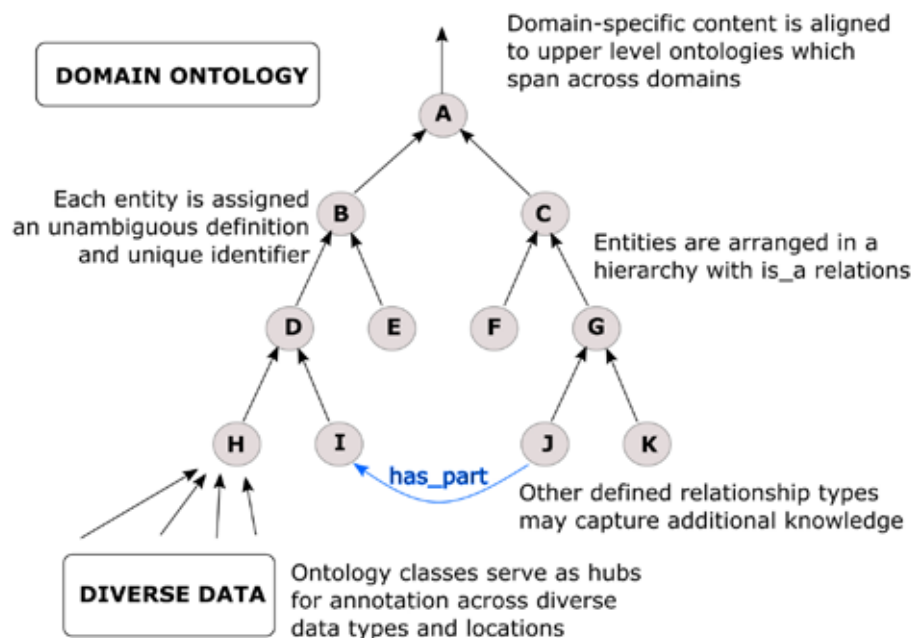 Domain-specific content is aligned
to upper level ontologies which
span across domains
DOMAIN ONTOLOGY
A
Each entity is assigned
an unambiguous definition
and unique identifier
B
C
Entities are arranged in a
hierarchy with is_a relations
D
E
F
G
H
I
J
K
has_part
Other defined relationship types
may capture additional knowledge
DIVERSE DATA
Ontology classes serve as hubs
for annotation across diverse
data types and locations